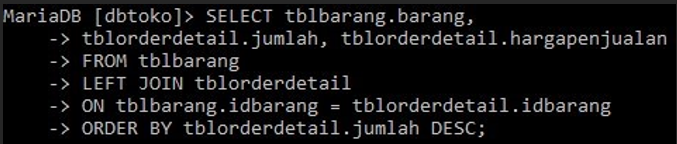 MariaDB [dbtoko]> SELECT tblbarang.barang,
-> tblorderdetail.jumlah, tblorderdetail.hargapenjualan
-> FROM tblbarang
-> LEFT JOIN tblorderdetail
-> ON tblbarang.idbarang = tblorderdetail.idbarang
-> ORDER BY tblorderdetail.jumlah DESC;